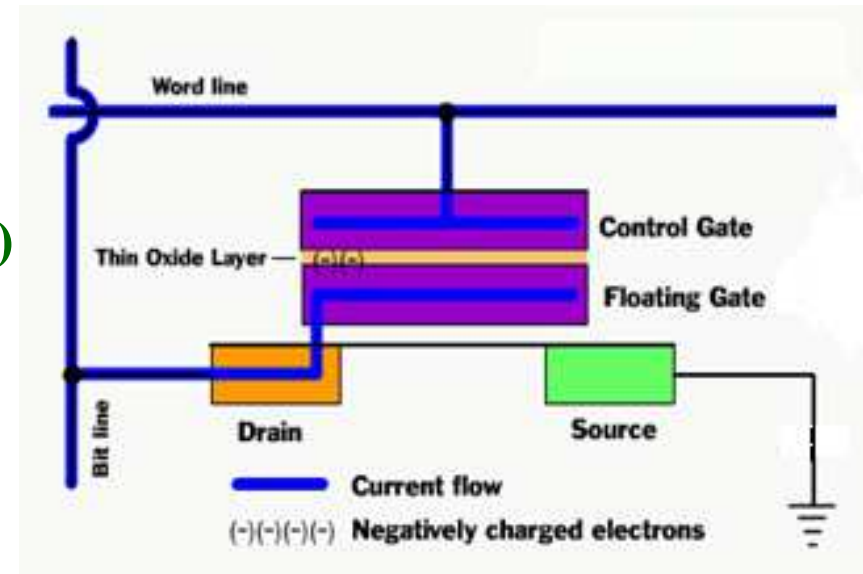 Word line
)
Control Gate
Thin Oxide Layer
(-)(-)
Floating Gate
Bit line
Drain
Source
Current flow
(-)(-)(-)(-) Negatively charged electrons